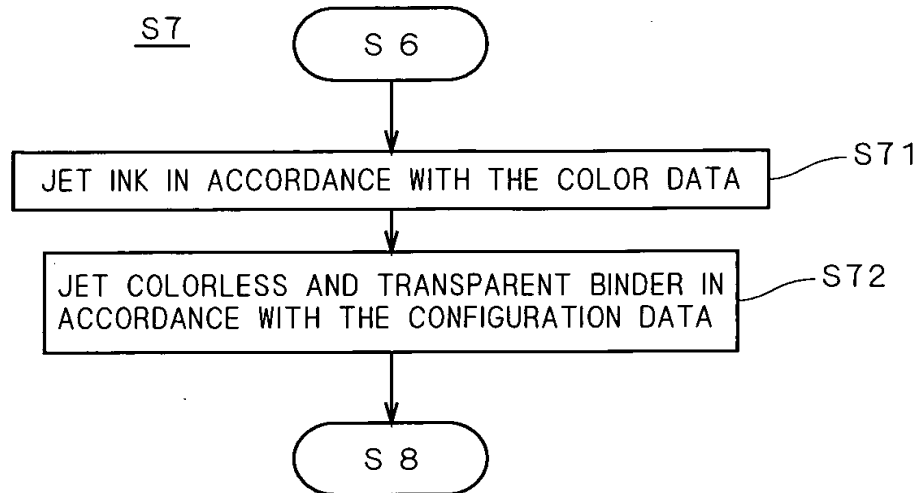 S7
S 6
JET INK IN ACCORDANCE WITH THE COLOR DATA
S71
JET COLORLESS AND TRANSPARENT BINDER IN
ACCORDANCE WITH THE CONFIGURATION DATA
S72
S 8